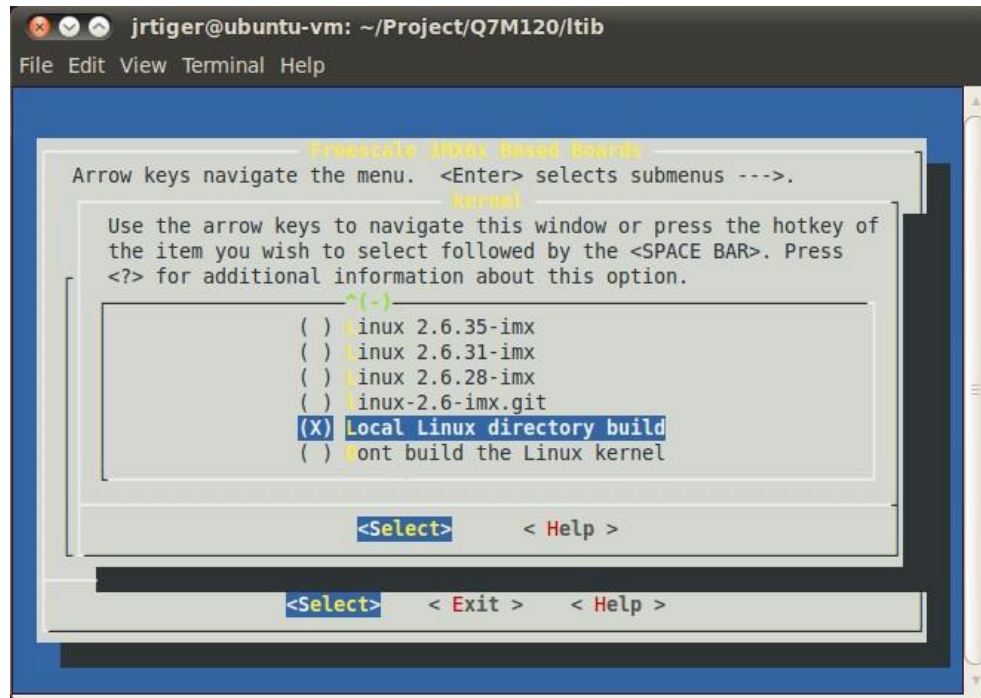 jrtiger@ubuntu-vm: ~/Project/Q7M120/ltib
File Edit View Terminal Help
Freescale iMX6x Based Boards
Arrow keys navigate the menu. <Enter> selects submenus --->.
kernel
Use the arrow keys to navigate this window or press the hotkey of
the item you wish to select followed by the <SPACE BAR>. Press
<?> for additional information about this option.
^(-)
( ) Linux 2.6.35-imx
( ) Linux 2.6.31-imx
( ) Linux 2.6.28-imx
( ) Linux-2.6-imx.git
(X) Local Linux directory build
( ) Dont build the Linux kernel
<Select> < Help >
<Select> < Exit > < Help >